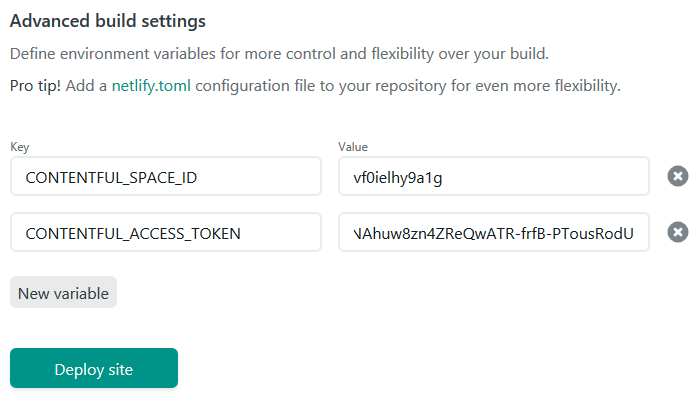 Advanced build settings
Define environment variables for more control and flexibility over your build.
Pro tip! Add a netlify.toml configuration file to your repository for even more flexibility.
Key Value
CONTENTFUL_SPACE_ID vf0ielhy9a1g
CONTENTFUL_ACCESS_TOKEN NAhuw8zn4ZReQwATR-frfB-PTousRodU
New variable
Deploy site